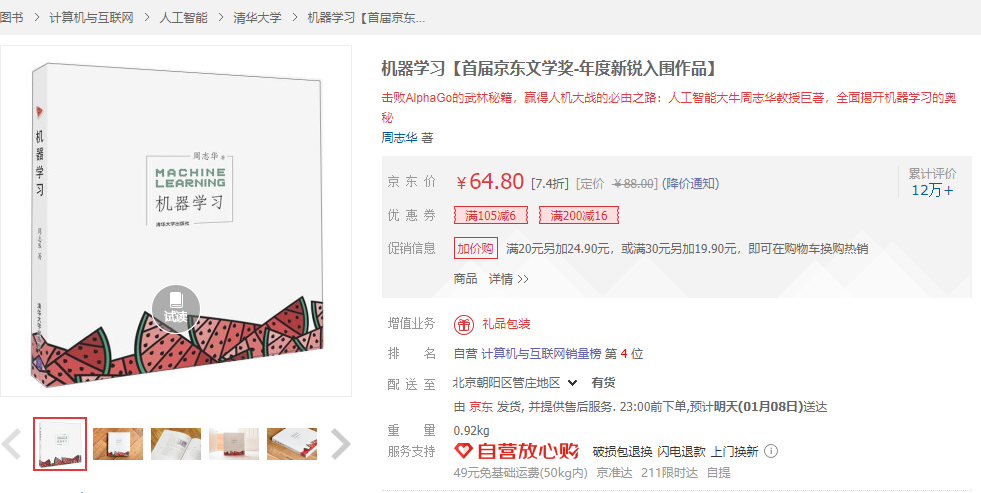 图书 > 计算机与互联网 > 人工智能 > 清华大学 > 机器学习【首届京东...
机器学习
周志华 著
清华大学
周志华 著
MACHINE
LEARNING
机器学习
清华大学出版社
试读
机器学习【首届京东文学奖-年度新锐入围作品】
击败AlphaGo的武林秘籍，赢得人机大战的必由之路：人工智能大牛周志华教授巨著，全面揭开机器学习的奥
秘
周志华 著
京东价 ￥64.80 [7.4折] [定价 ￥88.00] (降价通知)
累计评价
12万+
优惠券 满105减6 满200减16
促销信息 加价购 满20元另加24.90元，或满30元另加19.90元，即可在购物车换购热销
商品 详情 >>
增值业务 礼品包装
排名 自营 计算机与互联网销量榜 第 4 位
配送至 北京朝阳区管庄地区 有货
由 京东 发货, 并提供售后服务. 23:00前下单,预计明天(01月08日)送达
重量 0.92kg
服务支持 自营放心购 破损包退换 闪电退款 上门换新
49元免基础运费(50kg内) 京准达 211限时达 自提